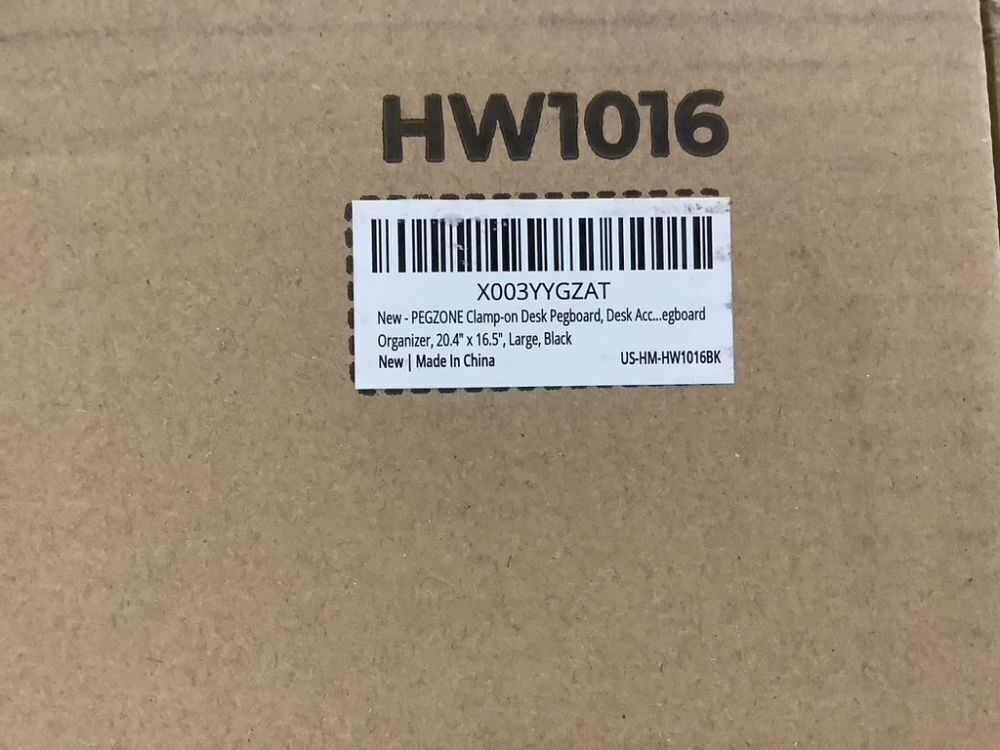 HW1016
X003YYGZAT
New - PEGZONE Clamp-on Desk Pegboard, Desk Acc...egboard
Organizer, 20.4" x 16.5", Large, Black
New | Made In China US-HM-HW1016BK